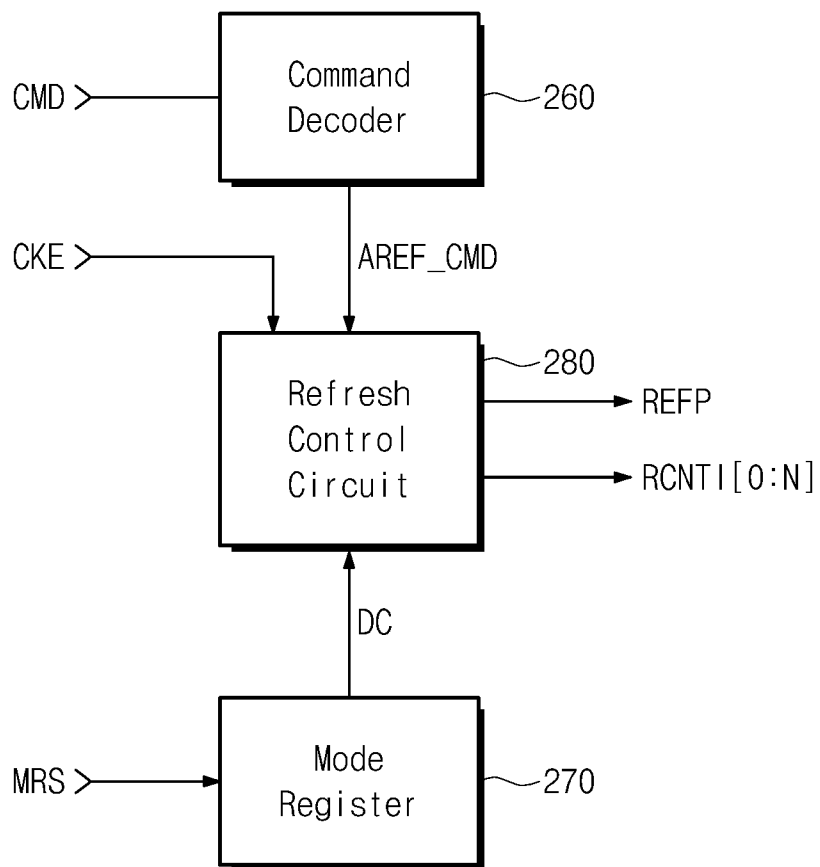 Command
Decoder
CMD
260
CKE
AREF_CMD
280
Refresh
Control
Circuit
REFP
RCNTI[0:N]
DC
Mode
Register
MRS
270